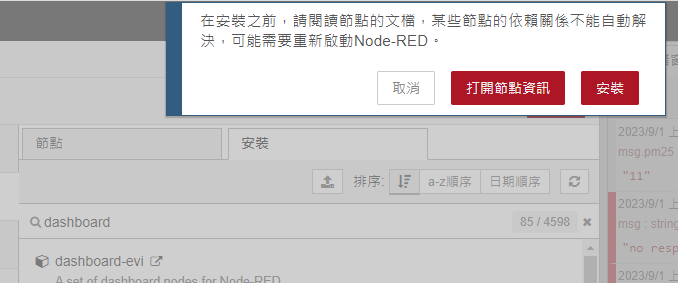 在安裝之前，請閱讀節點的文檔，某些節點的依賴關係不能自動解
決，可能需要重新啟動Node-RED。
取消
打開節點資訊
安裝
節點
安裝
2023/9/1 上
msg.pm25
"11"
排序:
a-z順序
日期順序
dashboard
85 / 4598
2023/9/1 上
msg : string
"no resp
dashboard-evi
A set of dashboard nodes for Node-RED
2023/9/1 上